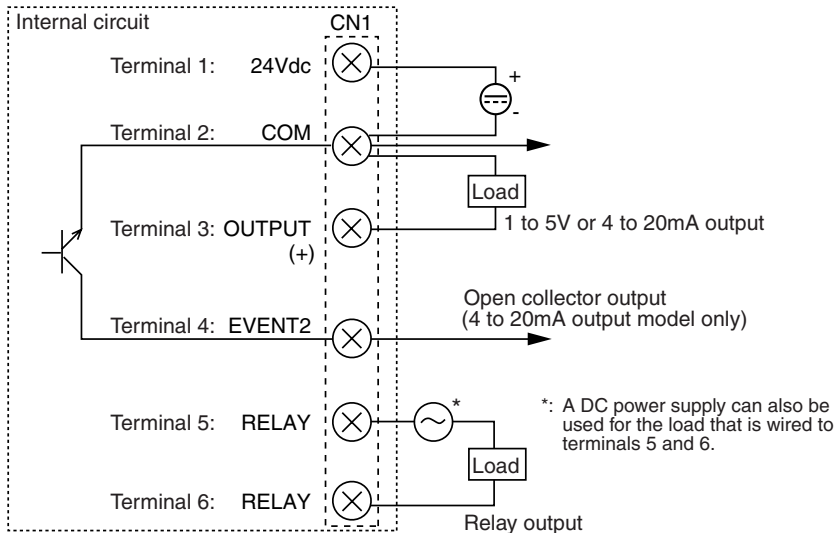 Internal circuit
CN1
Terminal 1: 24Vdc
+
-
Terminal 2: COM
Load
1 to 5V or 4 to 20mA output
Terminal 3: OUTPUT
(+)
Open collector output
(4 to 20mA output model only)
Terminal 4: EVENT2
*
Terminal 5: RELAY
*: A DC power supply can also be
used for the load that is wired to
terminals 5 and 6.
Load
Terminal 6: RELAY
Relay output